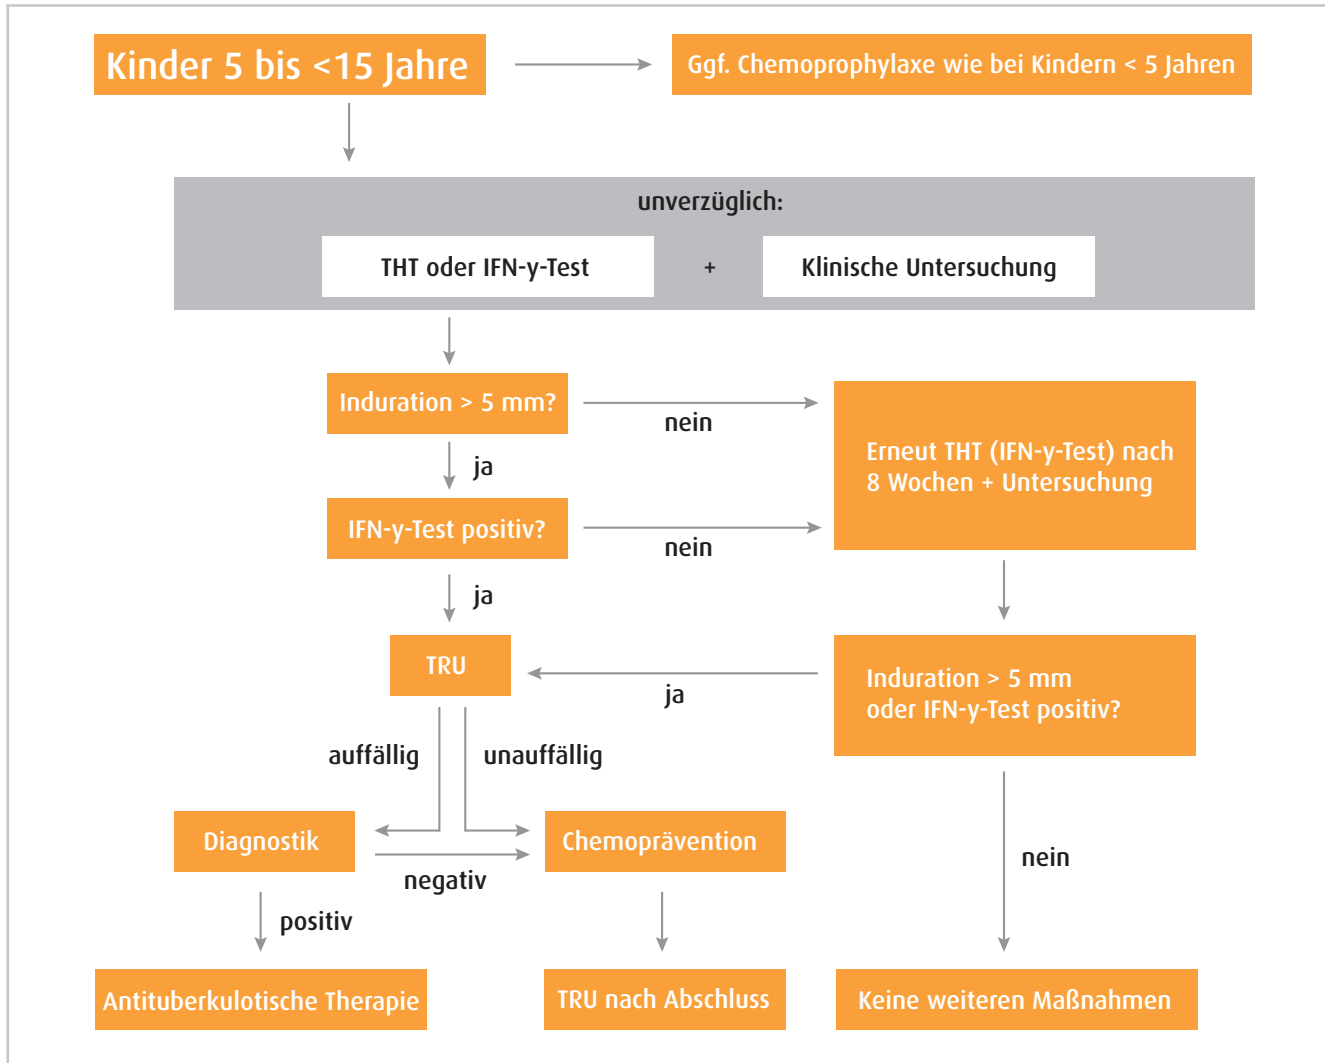 Kinder 5 bis <15 Jahre
Ggf. Chemoprophylaxe wie bei Kindern < 5 Jahren
unverzüglich:
THT oder IFN-y-Test
+
Klinische Untersuchung
Induration > 5 mm?
nein
Erneut THT (IFN-y-Test) nach
8 Wochen + Untersuchung
ja
IFN-y-Test positiv?
nein
ja
TRU
ja
Induration > 5 mm
oder IFN-y-Test positiv?
auffällig
unauffällig
Diagnostik
negativ
Chemoprävention
nein
positiv
Antituberkulotische Therapie
TRU nach Abschluss
Keine weiteren Maßnahmen